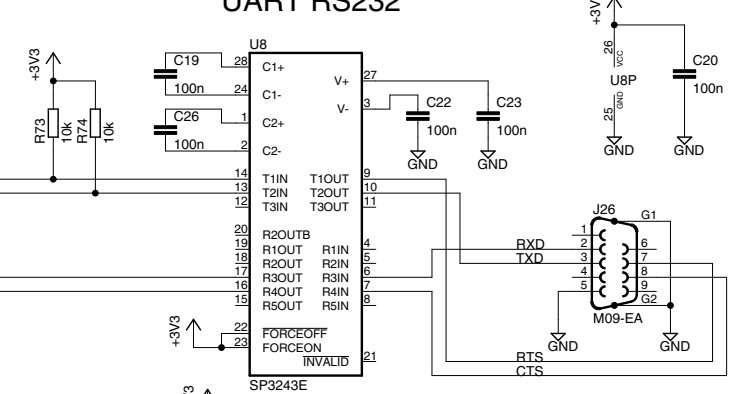 UART RS232
U8
+3V3
R73
10k
R74
10k
C19
100n
C26
100n
28
24
1
2
14
13
12
20
19
18
17
16
15
22
23
C1+
C1-
C2+
C2-
T1IN
T2IN
T3IN
R2OUTB
R1OUT
R2OUT
R3OUT
R4OUT
R5OUT
FORCEOFF
FORCEON
INVALID
V+
V-
T1OUT
T2OUT
T3OUT
R1IN
R2IN
R3IN
R4IN
R5IN
27
3
9
10
11
4
5
6
7
8
21
SP3243E
+3V3
C22
100n
GND
C23
100n
GND
+3V3
26
VCC
U8P
GND
25
GND
C20
100n
GND
RXD
TXD
RTS
CTS
J26
G1
1
2
3
4
5
6
7
8
9
G2
M09-EA
GND
GND